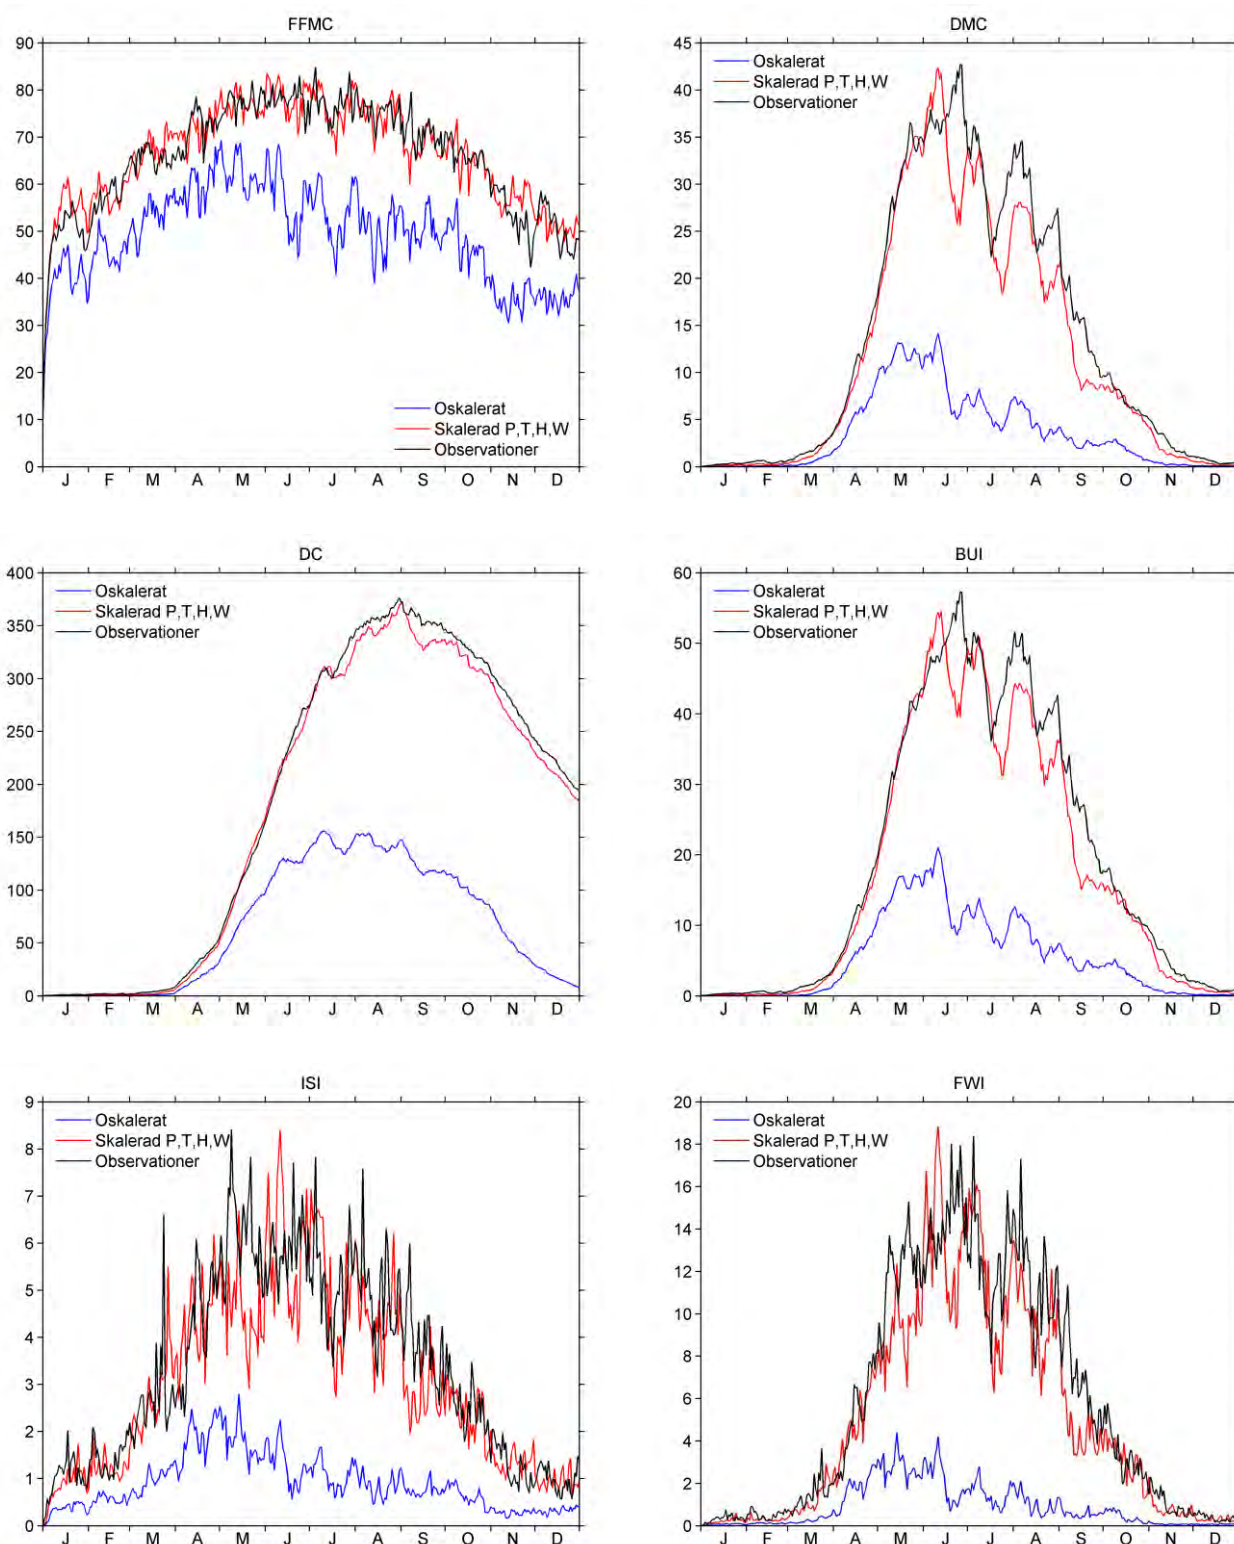 FFMC
90
80
70
60
50
40
30
20
10
0
Oskalerat
Skalerad P,T,H,W
Observationer
J F M A M J J A S O N D
DMC
45
40
35
30
25
20
15
10
5
0
Oskalerat
Skalerad P,T,H,W
Observationer
J F M A M J J A S O N D
DC
400
350
300
250
200
150
100
50
0
Oskalerat
Skalerad P,T,H,W
Observationer
J F M A M J J A S O N D
BUI
60
50
40
30
20
10
0
Oskalerat
Skalerad P,T,H,W
Observationer
J F M A M J J A S O N D
ISI
9
8
7
6
5
4
3
2
1
0
Oskalerat
Skalerad P,T,H,W
Observationer
J F M A M J J A S O N D
FWI
20
18
16
14
12
10
8
6
4
2
0
Oskalerat
Skalerad P,T,H,W
Observationer
J F M A M J J A S O N D